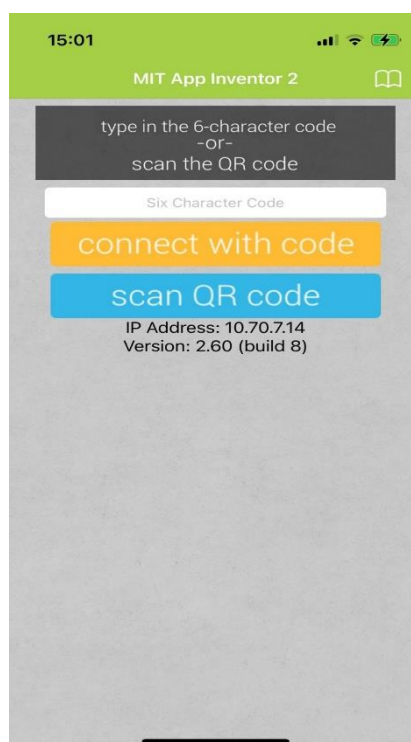 15:01
MIT App Inventor 2
type in the 6-character code
-or-
scan the QR code
Six Character Code
connect with code
scan QR code
IP Address: 10.70.7.14
Version: 2.60 (build 8)